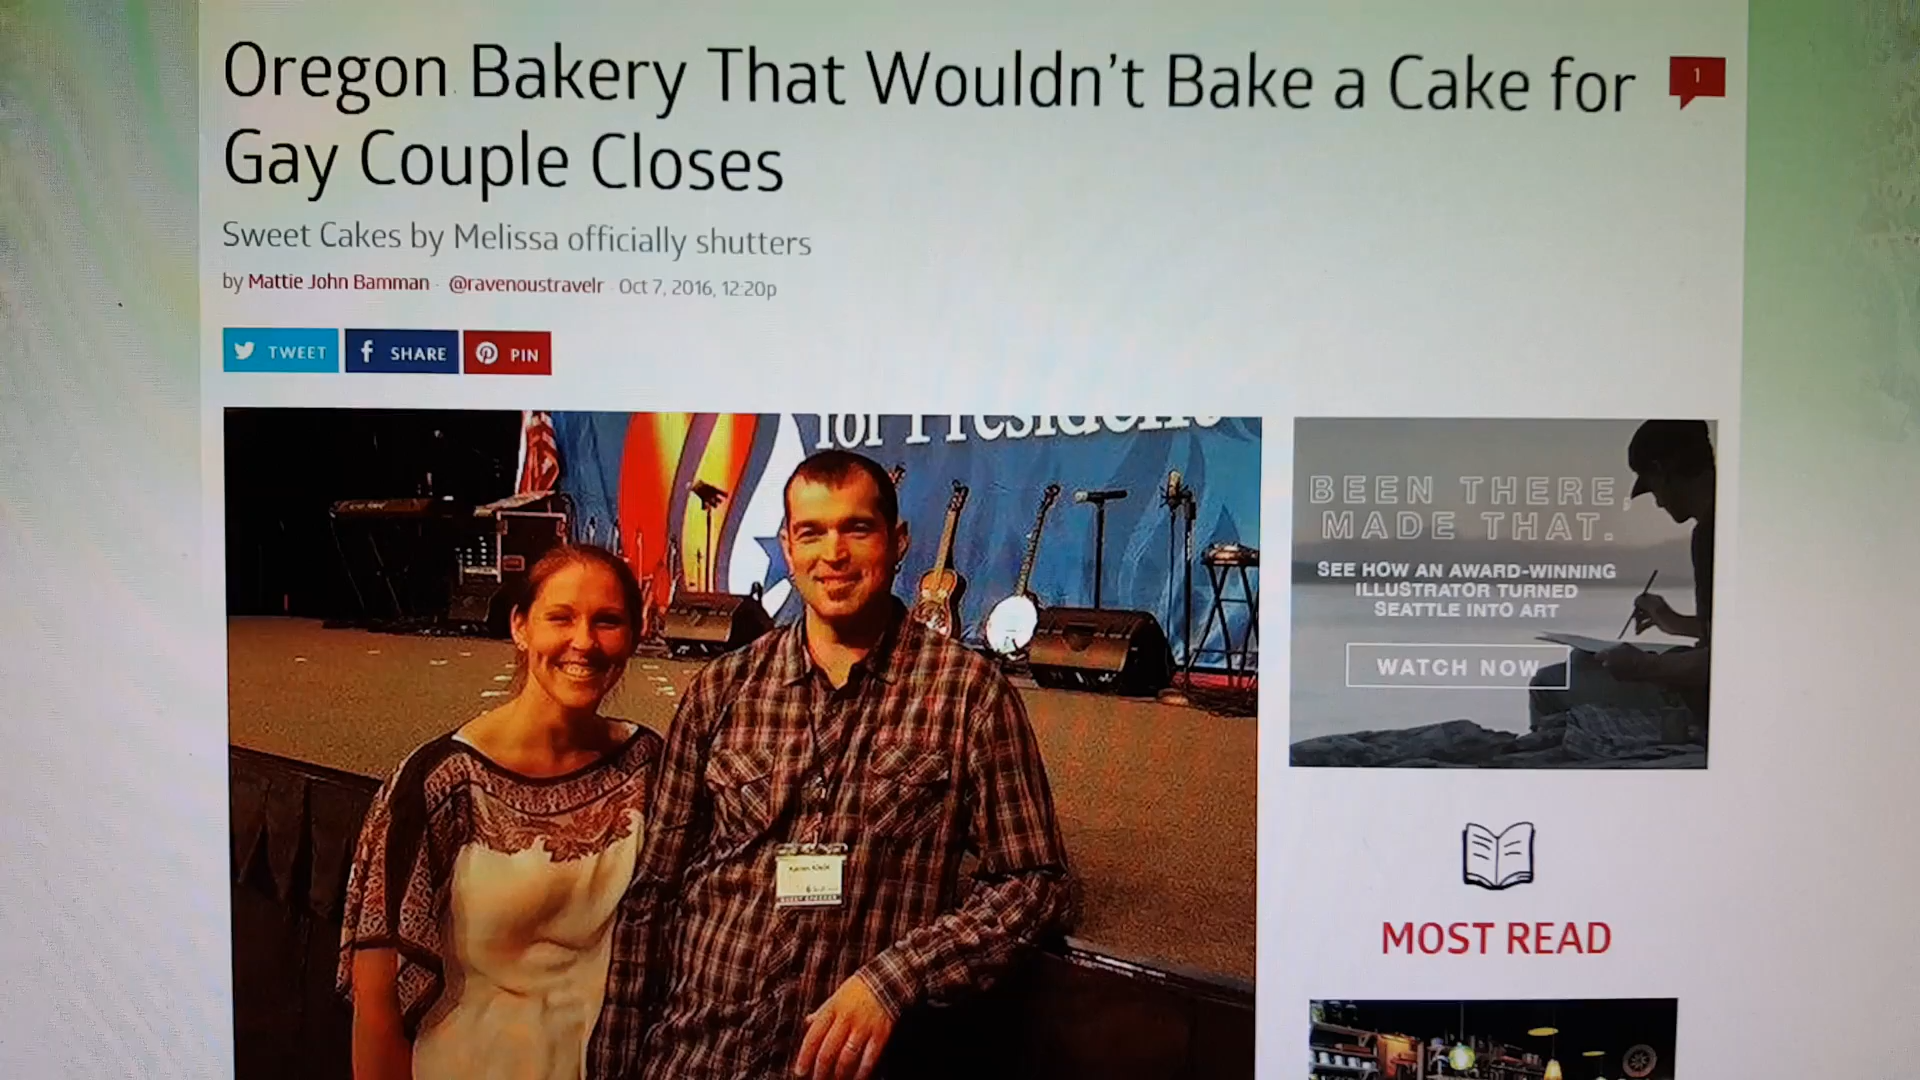 Oregon Bakery That Wouldn't Bake a Cake for
Gay Couple Closes
1
Sweet Cakes by Melissa officially shutters
by Mattie John Bamman · @ravenoustravelr · Oct 7, 2016, 12:20p
TWEET
SHARE
PIN
for President
BEEN THERE,
MADE THAT.
SEE HOW AN AWARD-WINNING
ILLUSTRATOR TURNED
SEATTLE INTO ART
WATCH NOW
MOST READ